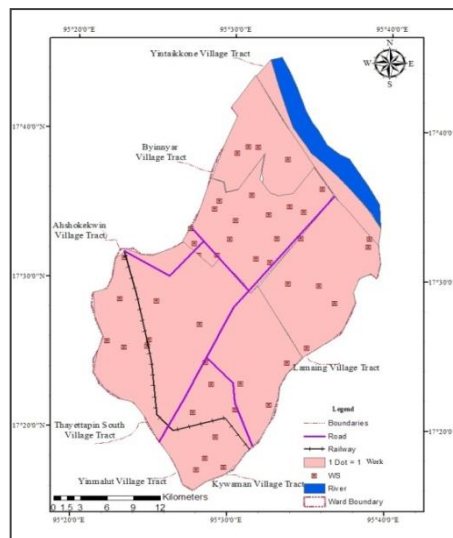 95°20'0"E 95°30'0"E 95°40'0"E
Yintaikkone Village Tract
N
W E
S
17°40'0"N 17°40'0"
Byinnyar
Village Tract
Ahshokekwin
Village Tract
17°30'0"N 17°30'0"
Lamaing Village Tract
17°20'0"N 17°20'0"
Thayettapin South
Village Tract
Yinmalut Village Tract
Kywaman Village Tract
Legend
Boundaries
Road
Railway
1 Dot = 1 Work
WS
River
Ward Boundary
Kilometers
0 1.5 3 6 9 12
95°20'0"E 95°30'0"E 95°40'0"E